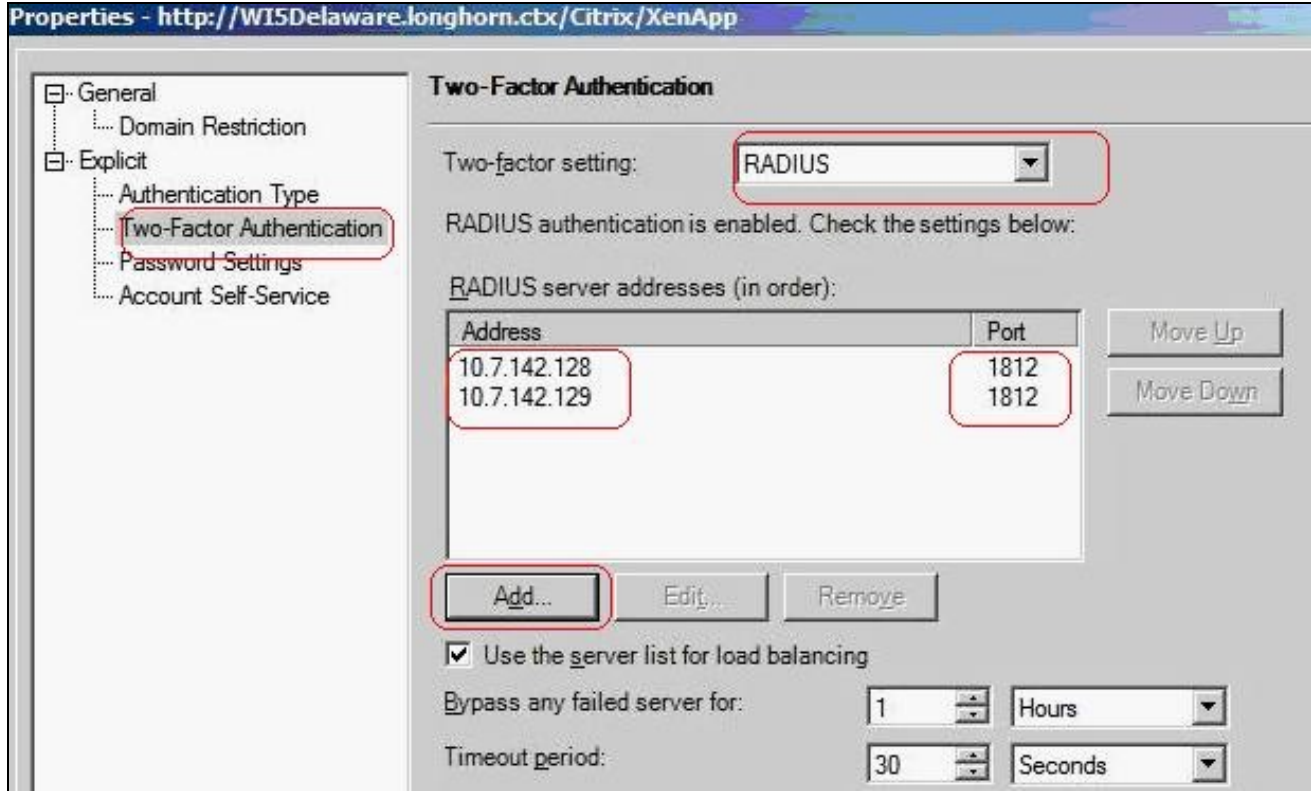 Properties - http://WI5Delaware.longhorn.ctx/Citrix/XenApp
General
Domain Restriction
Explicit
Authentication Type
Two-Factor Authentication
Password Settings
Account Self-Service
Two-Factor Authentication
Two-factor setting: RADIUS
RADIUS authentication is enabled. Check the settings below:
RADIUS server addresses (in order):
Address Port
10.7.142.128 1812
10.7.142.129 1812
Move Up
Move Down
Add... Edit... Remove
Use the server list for load balancing
Bypass any failed server for: 1 Hours
Timeout period: 30 Seconds